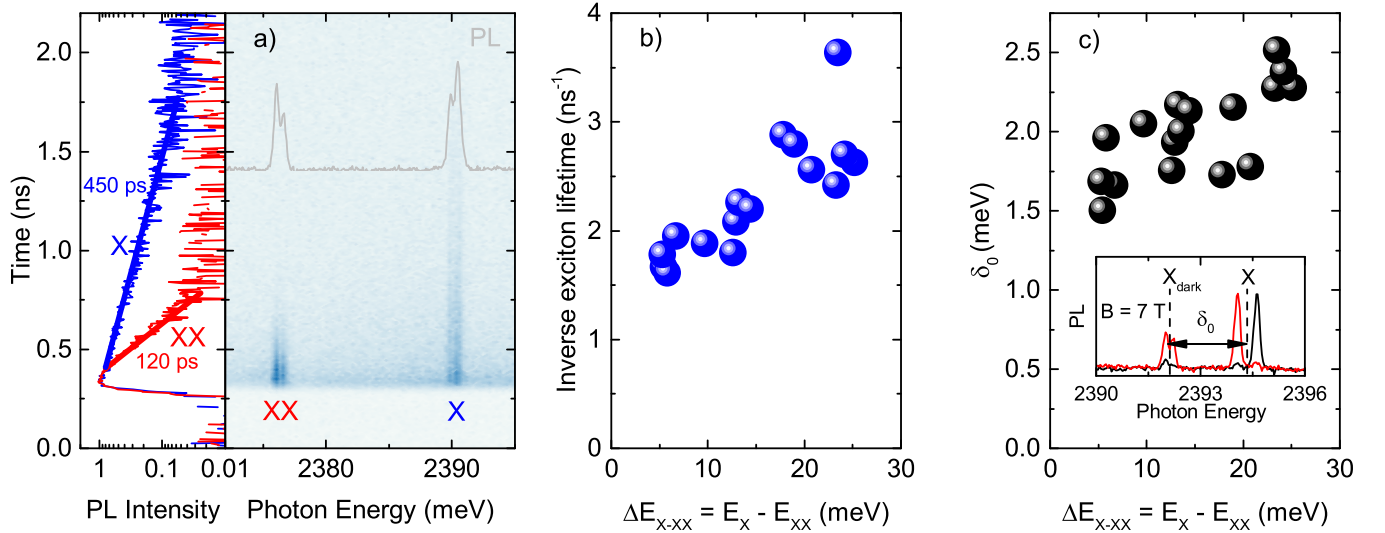 a)
PL
2.0
1.5
1.0
0.5
0.0
Time (ns)
450 ps
X
XX
120 ps
XX
X
1
0.1
0.01
2380
2390
PL Intensity
Photon Energy (meV)
b)
4
3
2
1
0
Inverse exciton lifetime (ns⁻¹)
0
10
20
30
ΔE_X-XX = E_X - E_XX (meV)
c)
2.5
2.0
1.5
1.0
0.5
0.0
δ₀ (meV)
X_dark
X
B = 7 T
δ₀
PL
2390
2393
2396
Photon Energy
0
10
20
30
ΔE_X-XX = E_X - E_XX (meV)